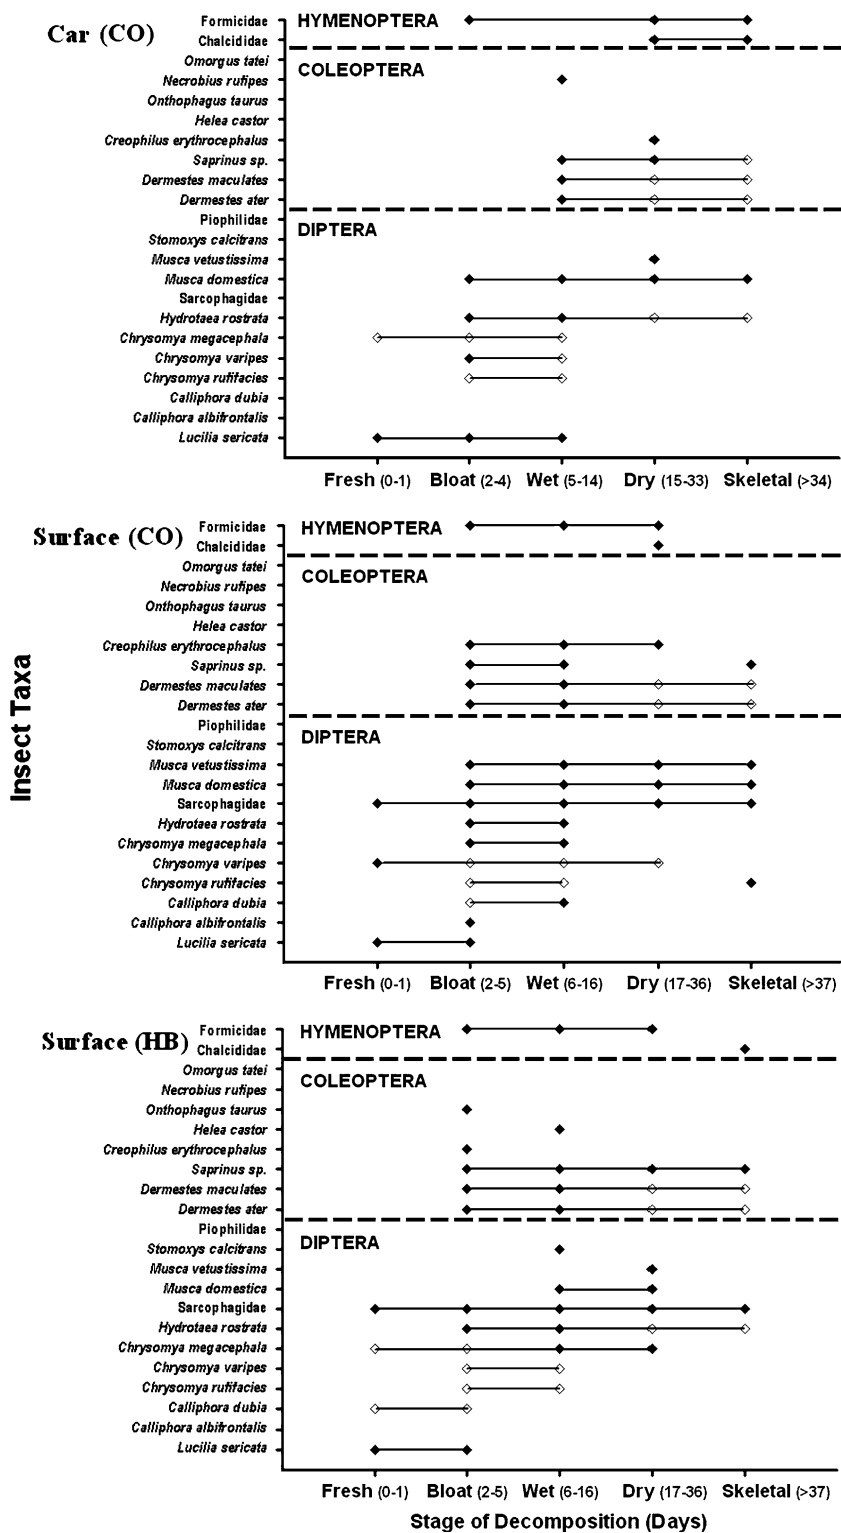 Car (CO)
Formicidae
Chalcididae
HYMENOPTERA
Omorgus tatei
Necrobius rufipes
Onthophagus taurus
Helea castor
Creophilus erythrocephalus
Saprinus sp.
Dermestes maculates
Dermestes ater
COLEOPTERA
Piophilidae
Stomoxys calcitrans
Musca vetustissima
Musca domestica
Sarcophagidae
Hydrotaea rostrata
Chrysomya megacephala
Chrysomya varipes
Chrysomya rufifacies
Calliphora dubia
Calliphora albifrontalis
Lucilia sericata
DIPTERA
Fresh (0-1) Bloat (2-4) Wet (5-14) Dry (15-33) Skeletal (>34)
Surface (CO)
Formicidae
Chalcididae
HYMENOPTERA
Omorgus tatei
Necrobius rufipes
Onthophagus taurus
Helea castor
Creophilus erythrocephalus
Saprinus sp.
Dermestes maculates
Dermestes ater
COLEOPTERA
Piophilidae
Stomoxys calcitrans
Musca vetustissima
Musca domestica
Sarcophagidae
Hydrotaea rostrata
Chrysomya megacephala
Chrysomya varipes
Chrysomya rufifacies
Calliphora dubia
Calliphora albifrontalis
Lucilia sericata
DIPTERA
Fresh (0-1) Bloat (2-5) Wet (6-16) Dry (17-36) Skeletal (>37)
Insect Taxa
Surface (HB)
Formicidae
Chalcididae
HYMENOPTERA
Omorgus tatei
Necrobius rufipes
Onthophagus taurus
Helea castor
Creophilus erythrocephalus
Saprinus sp.
Dermestes maculates
Dermestes ater
COLEOPTERA
Piophilidae
Stomoxys calcitrans
Musca vetustissima
Musca domestica
Sarcophagidae
Hydrotaea rostrata
Chrysomya megacephala
Chrysomya varipes
Chrysomya rufifacies
Calliphora dubia
Calliphora albifrontalis
Lucilia sericata
DIPTERA
Fresh (0-1) Bloat (2-5) Wet (6-16) Dry (17-36) Skeletal (>37)
Stage of Decomposition (Days)